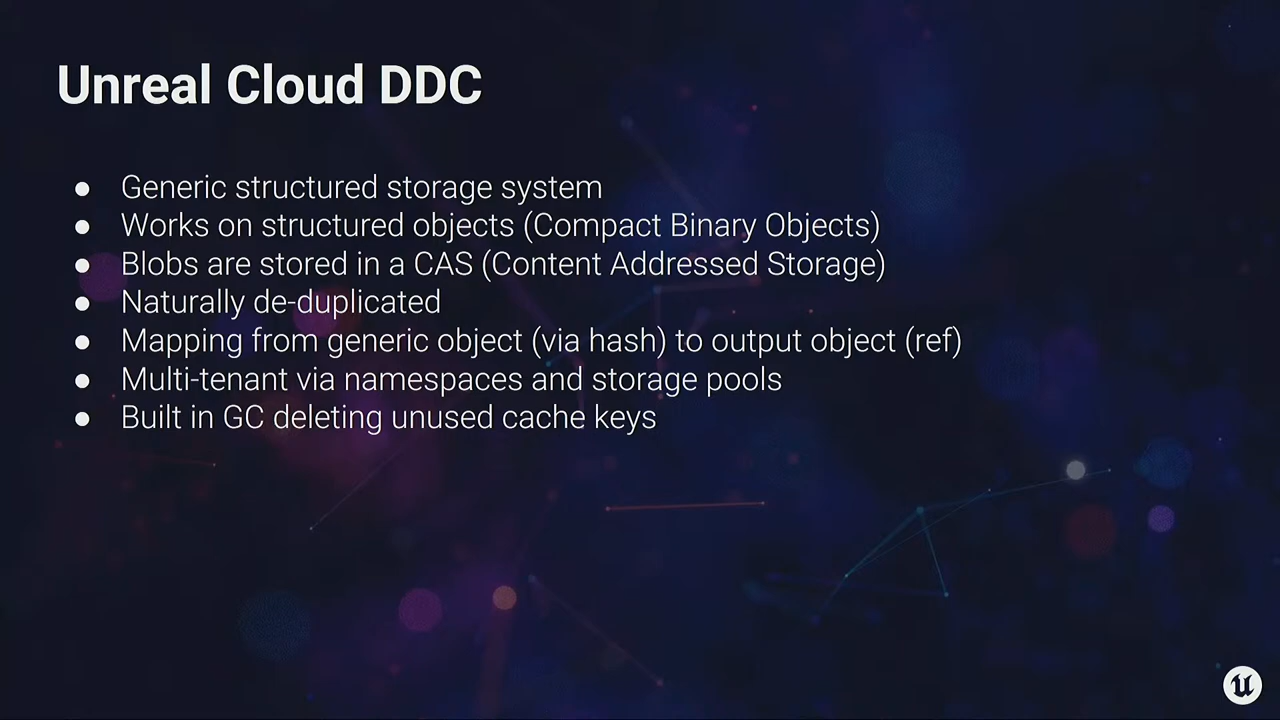 Unreal Cloud DDC
● Generic structured storage system
● Works on structured objects (Compact Binary Objects)
● Blobs are stored in a CAS (Content Addressed Storage)
● Naturally de-duplicated
● Mapping from generic object (via hash) to output object (ref)
● Multi-tenant via namespaces and storage pools
● Built in GC deleting unused cache keys